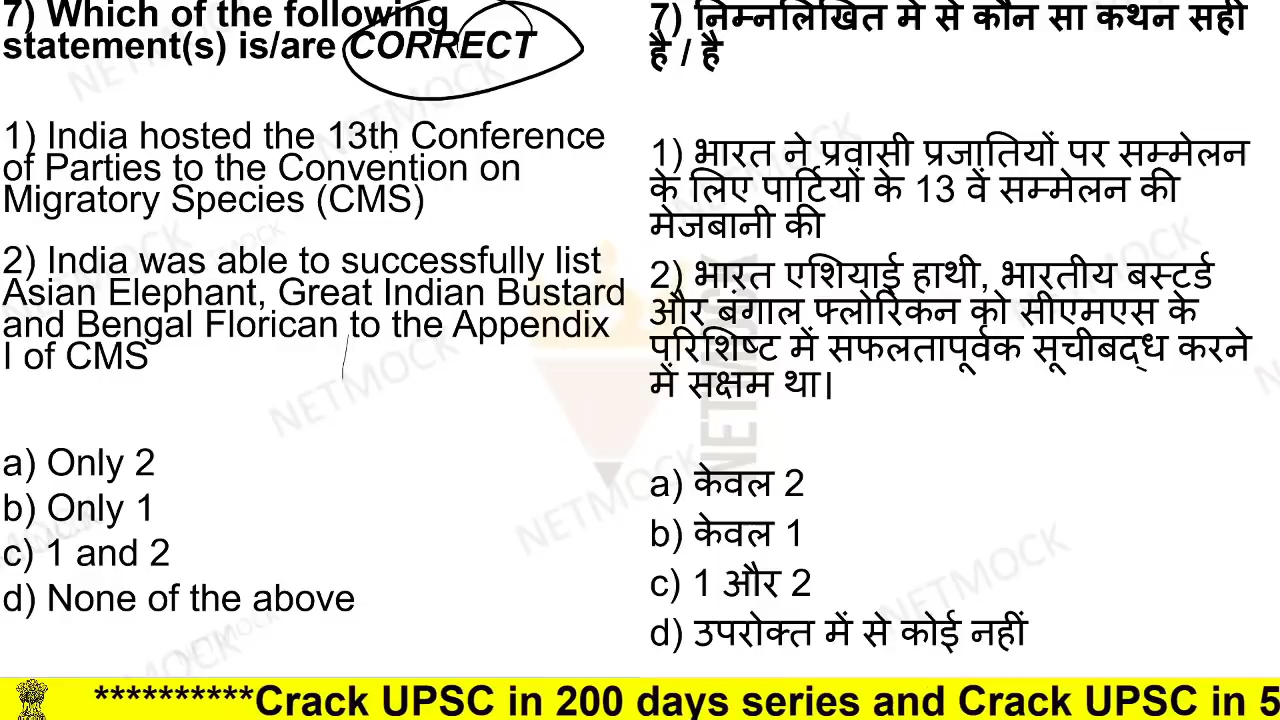 7) Which of the following
statement(s) is/are CORRECT
1) India hosted the 13th Conference
of Parties to the Convention on
Migratory Species (CMS)
2) India was able to successfully list
Asian Elephant, Great Indian Bustard
and Bengal Florican to the Appendix
I of CMS
a) Only 2
b) Only 1
c) 1 and 2
d) None of the above
7) निम्नलिखित में से कौन सा कथन सही
है / है
1) भारत ने प्रवासी प्रजातियों पर सम्मेलन
के लिए पार्टियों के 13 वें सम्मेलन की
मेजबानी की
2) भारत एशियाई हाथी, भारतीय बस्टर्ड
और बंगाल फ्लोरिकन को सीएमएस के
परिशिष्ट में सफलतापूर्वक सूचीबद्ध करने
में सक्षम था।
a) केवल 2
b) केवल 1
c) 1 और 2
d) उपरोक्त में से कोई नहीं
NETMOCK
**********Crack UPSC in 200 days series and Crack UPSC in 5